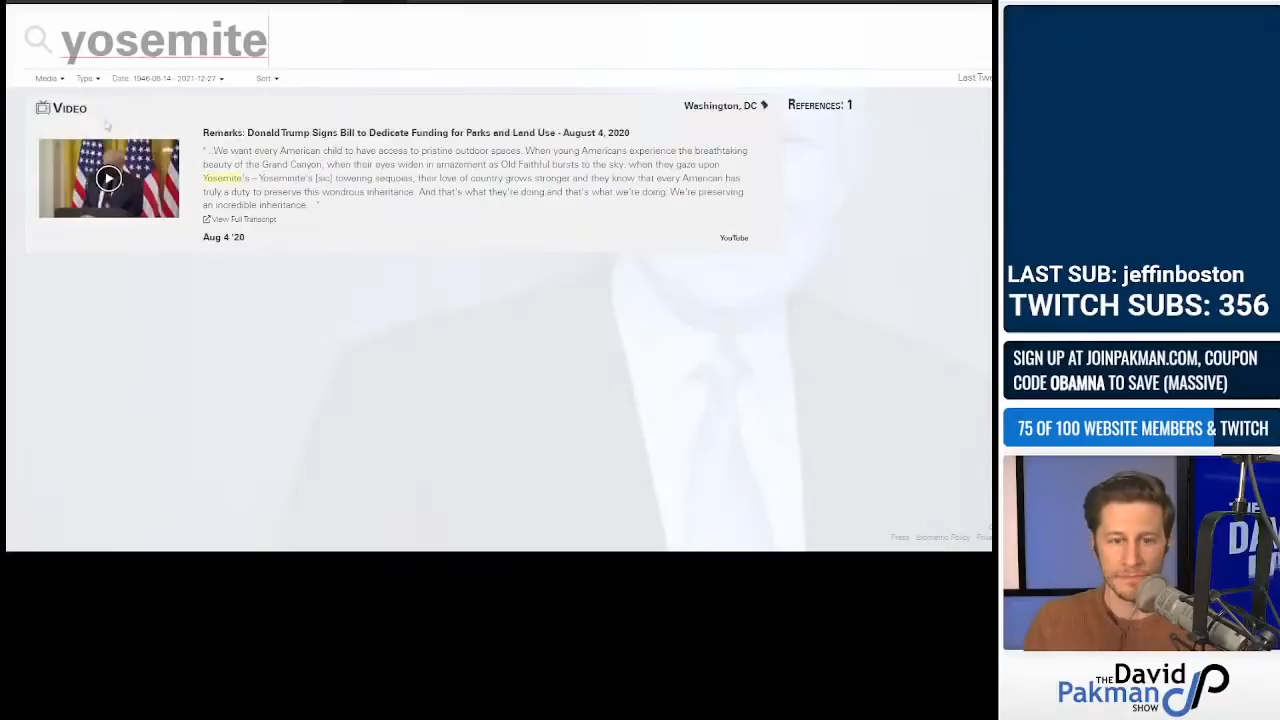 yosemite
Media Type Date: 1946-06-14 - 2021-12-27 Sort Last Twe
VIDEO
Washington, DC
REFERENCES: 1
Remarks: Donald Trump Signs Bill to Dedicate Funding for Parks and Land Use - August 4, 2020
"...We want every American child to have access to pristine outdoor spaces. When young Americans experience the breathtaking
beauty of the Grand Canyon, when their eyes widen in amazement as Old Faithful bursts to the sky, when they gaze upon
Yosemite's – Yoseminite's [sic] towering sequoias, their love of country grows stronger and they know that every American has
truly a duty to preserve this wondrous inheritance. And that's what they're doing,and that's what we're doing. We're preserving
an incredible inheritance. ..."
View Full Transcript
Aug 4 '20
YouTube
Press Biometric Policy Priva
LAST SUB: jeffinboston
TWITCH SUBS: 356
SIGN UP AT JOINPAKMAN.COM, COUPON
CODE OBAMNA TO SAVE (MASSIVE)
75 OF 100 WEBSITE MEMBERS & TWITCH
THE David
Pakman
SHOW